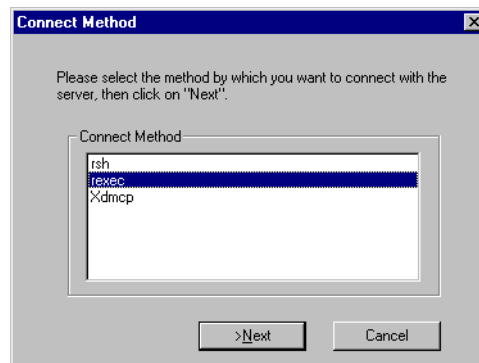 Connect Method
Please select the method by which you want to connect with the
server, then click on "Next".
Connect Method
rsh
rexec
Xdmcp
>Next
Cancel